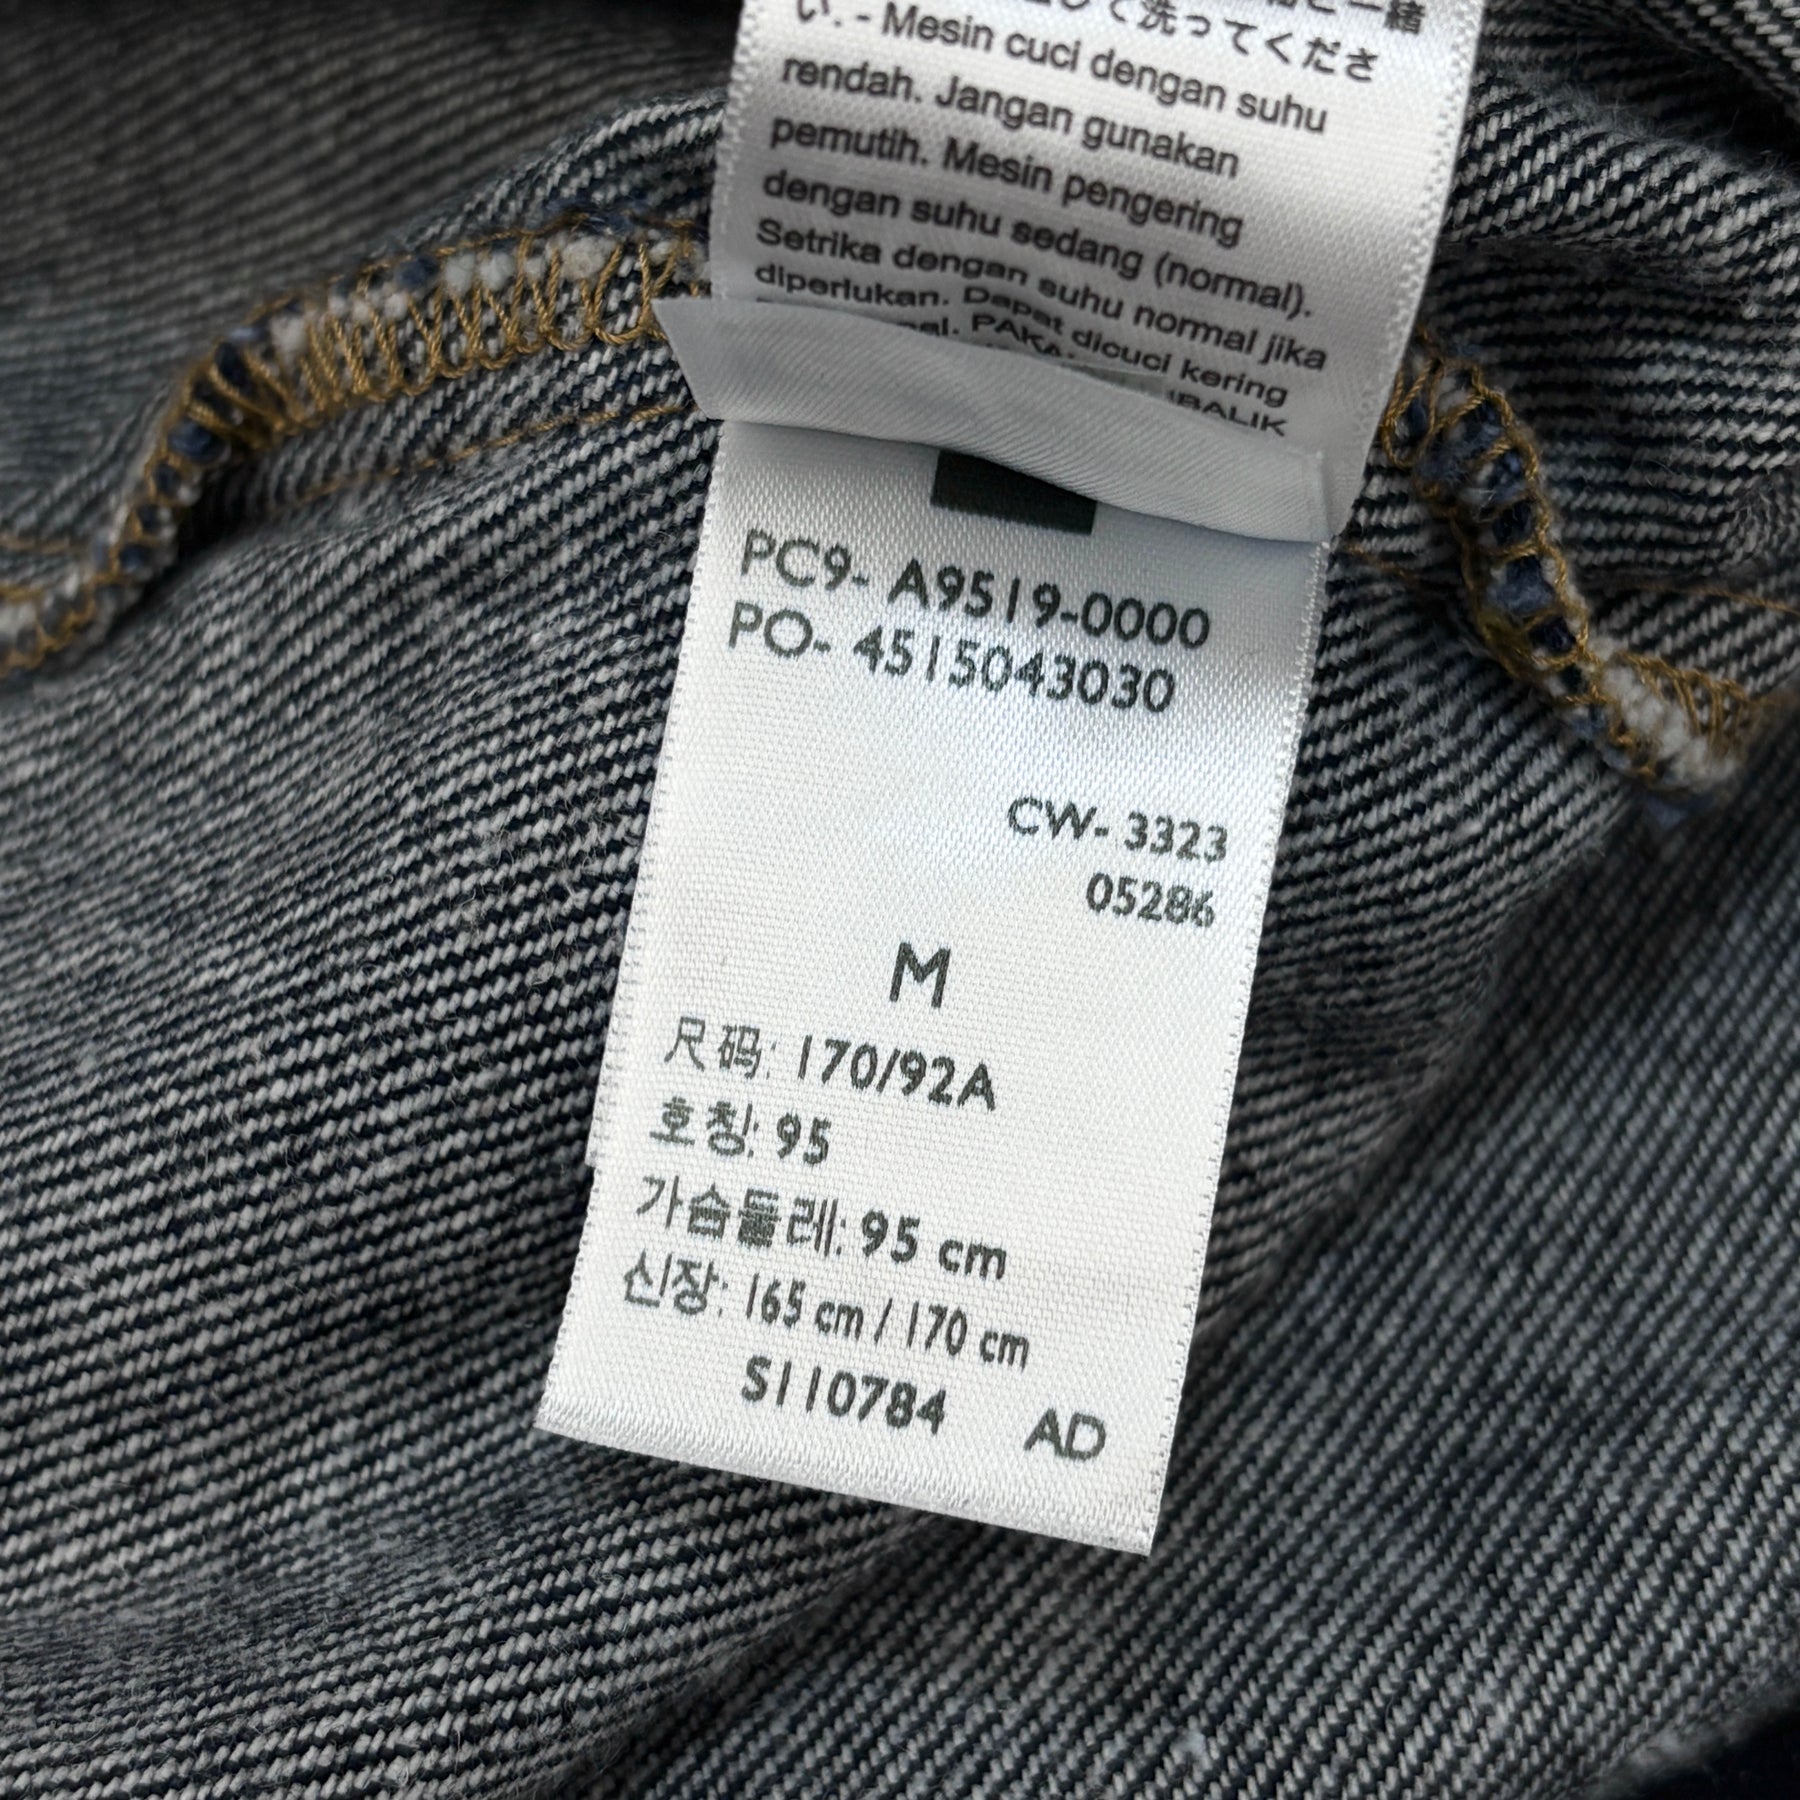 い. - Mesin cuci dengan suhu
rendah. Jangan gunakan
pemutih. Mesin pengering
dengan suhu sedang (normal).
Setrika dengan suhu normal jika
diperlukan. Dapat dicuci kering
PC9- A9519-0000
PO- 4515043030
CW- 3323
05286
M
尺码: 170/92A
호칭: 95
가슴둘레: 95 cm
신장: 165 cm / 170 cm
S110784 AD